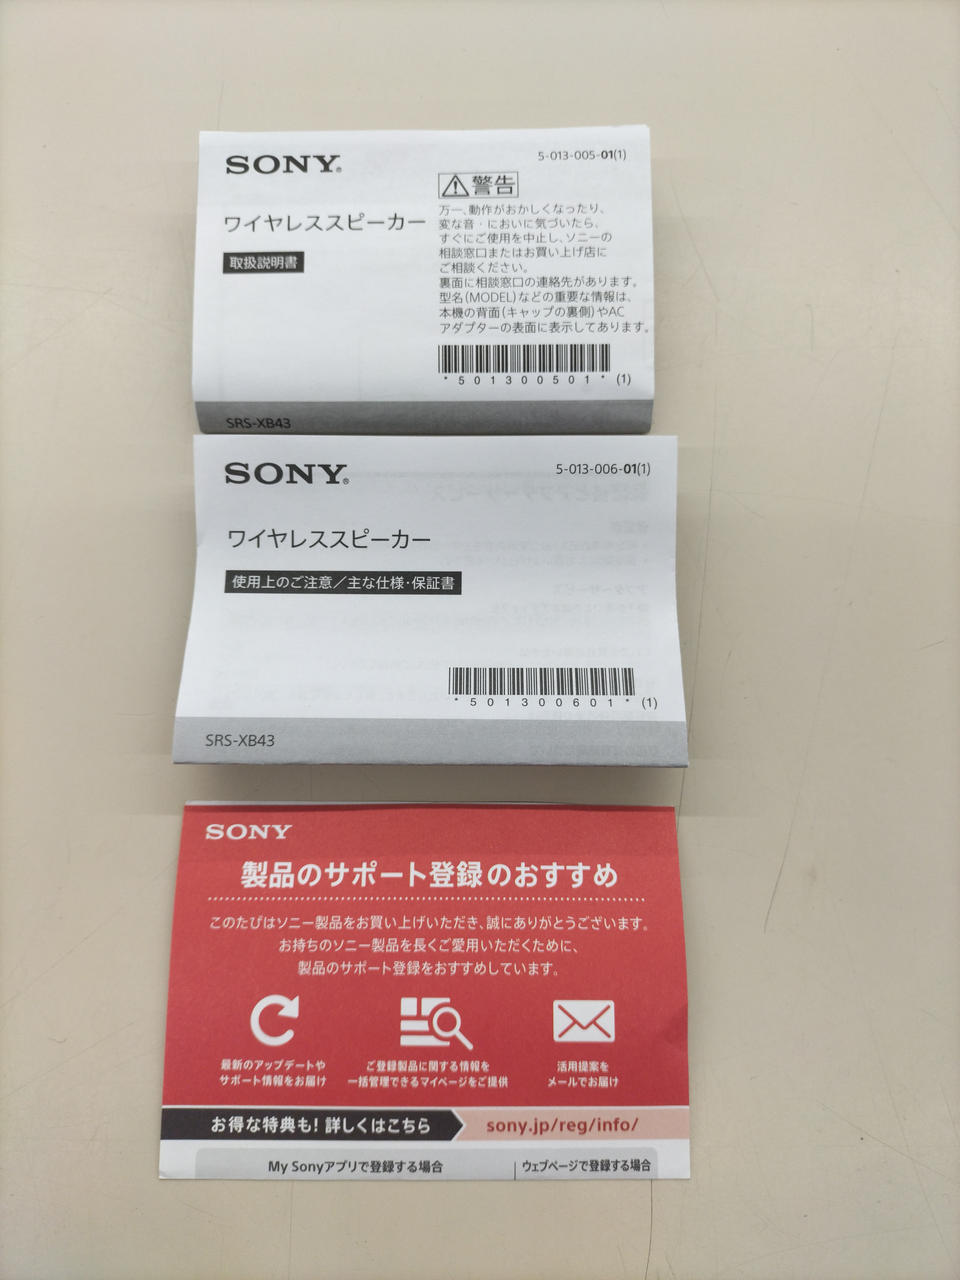 SONY®
5-013-005-01(1)
ワイヤレススピーカー
取扱説明書
警告
万一、動作がおかしくなったり、
変な音・においに気づいたら、
すぐにご使用を中止し、ソニーの
相談窓口またはお買い上げ店に
ご相談ください。
裏面に相談窓口の連絡先があります。
型名(MODEL)などの重要な情報は、
本機の背面(キャップの裏側)やAC
アダプターの表面に表示してあります。
*501300501* (1)
SRS-XB43
SONY®
5-013-006-01(1)
ワイヤレススピーカー
使用上のご注意/主な仕様・保証書
*501300601* (1)
SRS-XB43
SONY
製品のサポート登録のおすすめ
このたびはソニー製品をお買い上げいただき、誠にありがとうございます。
お持ちのソニー製品を長くご愛用いただくために、
製品のサポート登録をおすすめしています。
最新のアップデートや
サポート情報をお届け
ご登録製品に関する情報を
一括管理できるマイページをご提供
活用提案を
メールでお届け
お得な特典も! 詳しくはこちら
sony.jp/reg/info/
My Sonyアプリで登録する場合
ウェブページで登録する場合